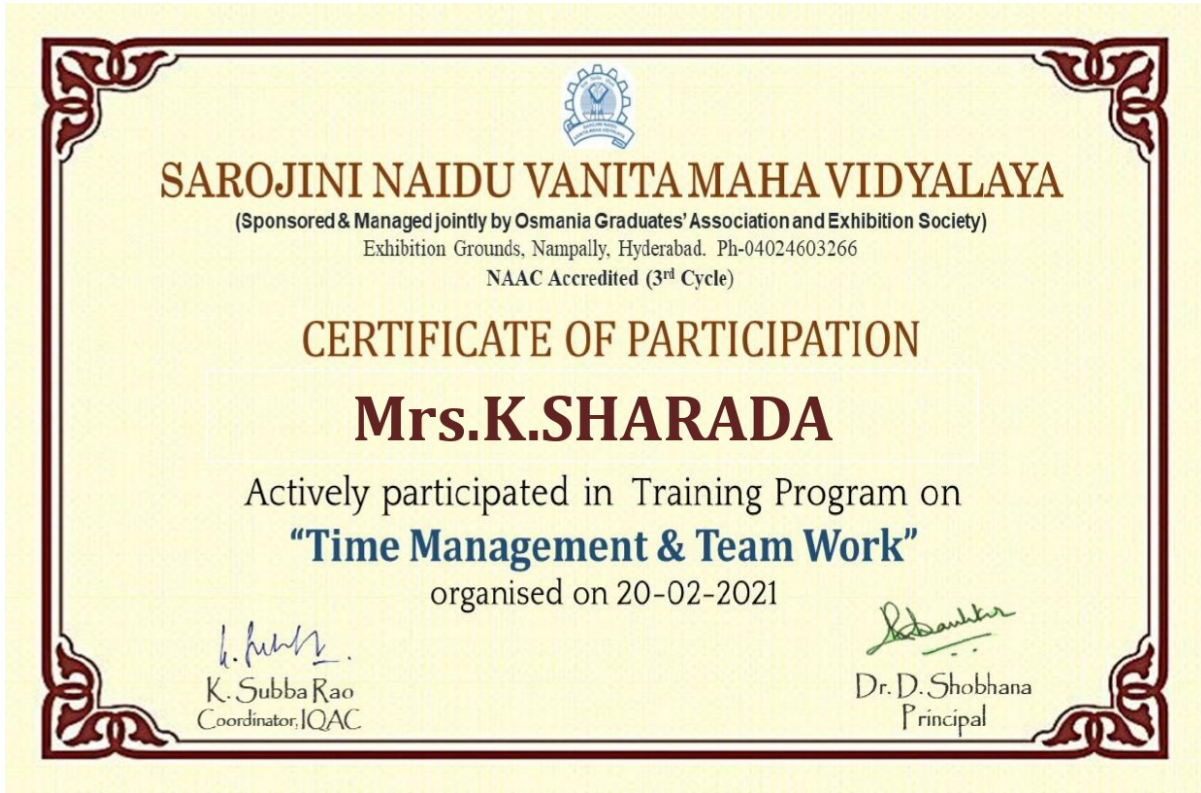 SAROJINI NAIDU VANITA MAHA VIDYALAYA
(Sponsored & Managed jointly by Osmania Graduates' Association and Exhibition Society)
Exhibition Grounds, Nampally, Hyderabad. Ph-04024603266
NAAC Accredited (3rd Cycle)
CERTIFICATE OF PARTICIPATION
Mrs.K.SHARADA
Actively participated in Training Program on
“Time Management & Team Work”
organised on 20-02-2021
K. Subba Rao
Coordinator, IQAC
Dr. D. Shobhana
Principal